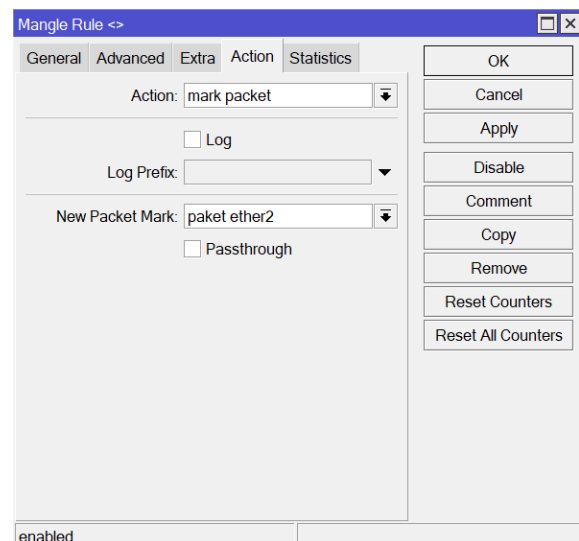 Mangle Rule <>
General Advanced Extra Action Statistics
Action: mark packet
Log
Log Prefix:
New Packet Mark: paket ether2
Passthrough
OK
Cancel
Apply
Disable
Comment
Copy
Remove
Reset Counters
Reset All Counters
enabled